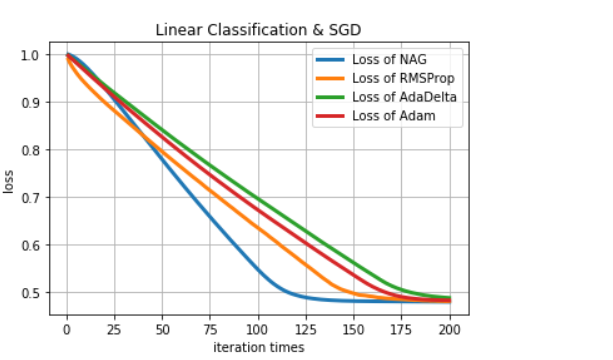 Linear Classification & SGD
Loss of NAG
Loss of RMSProp
Loss of AdaDelta
Loss of Adam
1.0
0.9
0.8
0.7
0.6
0.5
loss
0 25 50 75 100 125 150 175 200
iteration times